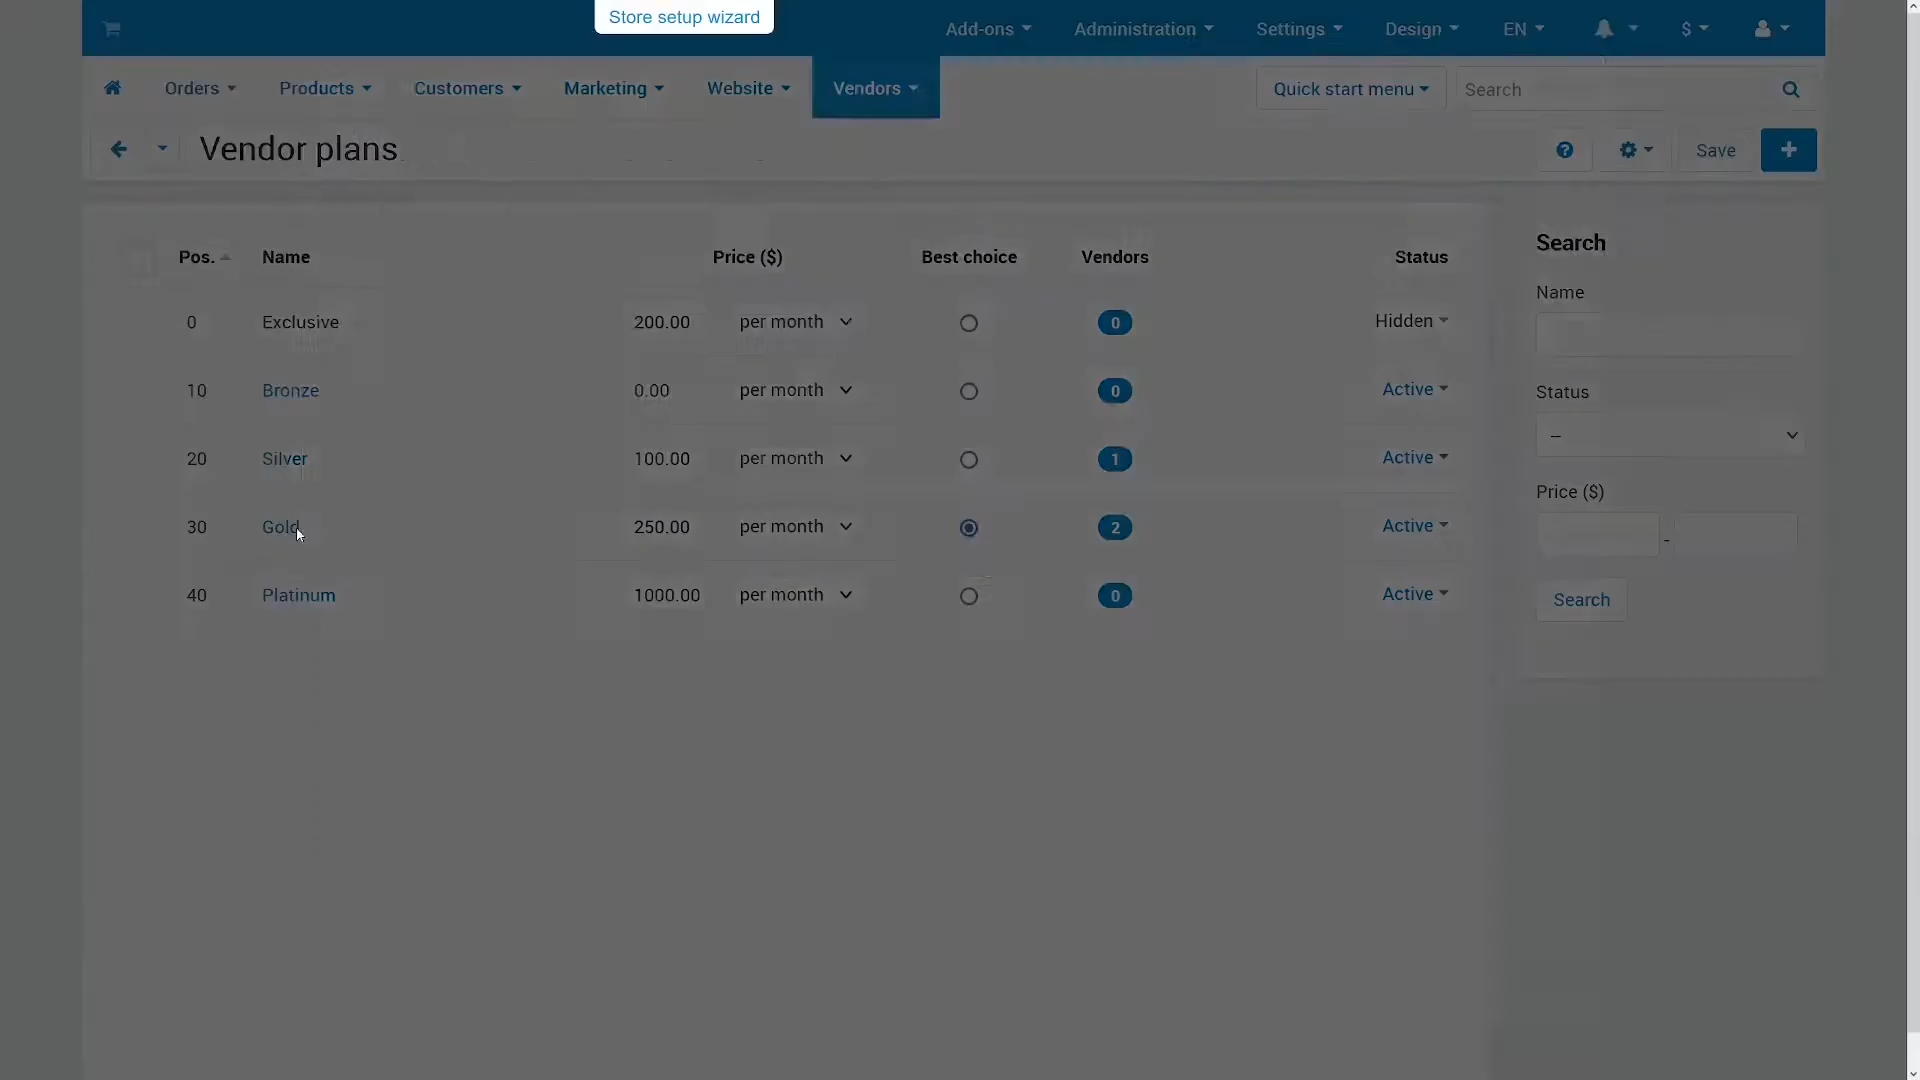 Store setup wizard
Add-ons Administration Settings Design EN $
Orders Products Customers Marketing Website Vendors Quick start menu Search
Vendor plans Save
Pos. Name Price ($) Best choice Vendors Status
0 Exclusive 200.00 per month 0 Hidden
10 Bronze 0.00 per month 0 Active
20 Silver 100.00 per month 1 Active
30 Gold 250.00 per month 2 Active
40 Platinum 1000.00 per month 0 Active
Search
Name
Status
--
Price ($)
-
Search